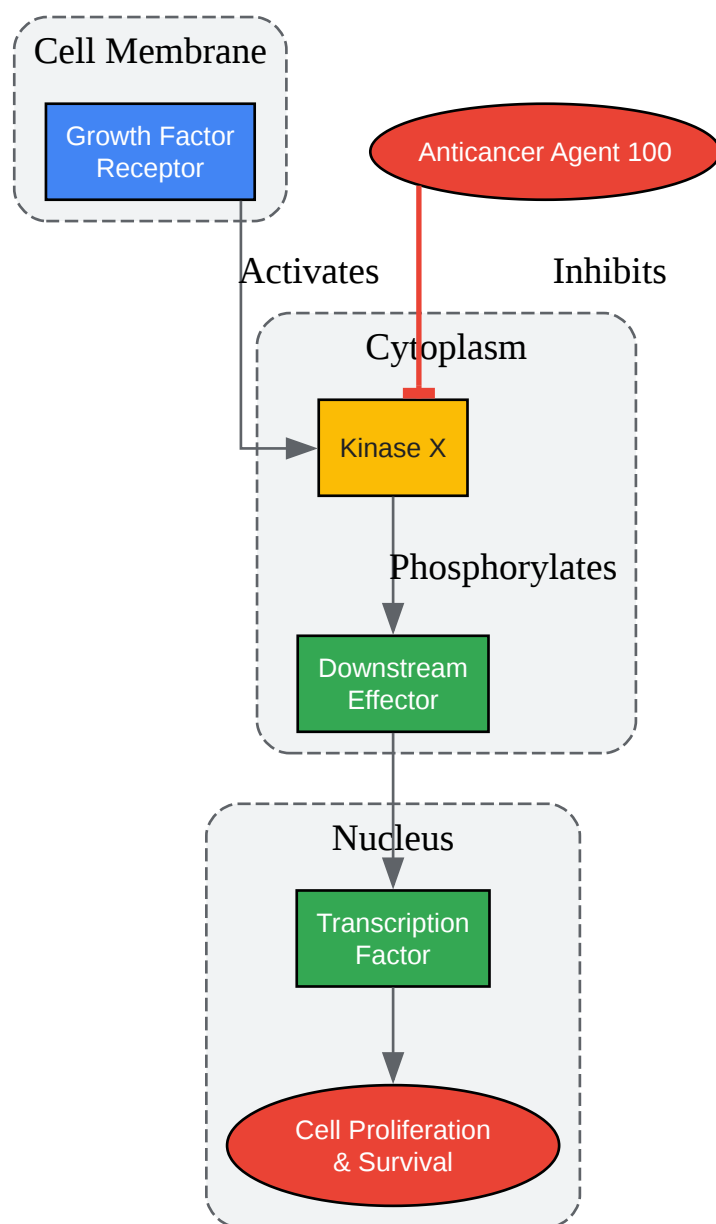 Cell Membrane
Growth Factor
Receptor
Anticancer Agent 100
Activates
Inhibits
Cytoplasm
Kinase X
Phosphorylates
Downstream
Effector
Nucleus
Transcription
Factor
Cell Proliferation
& Survival